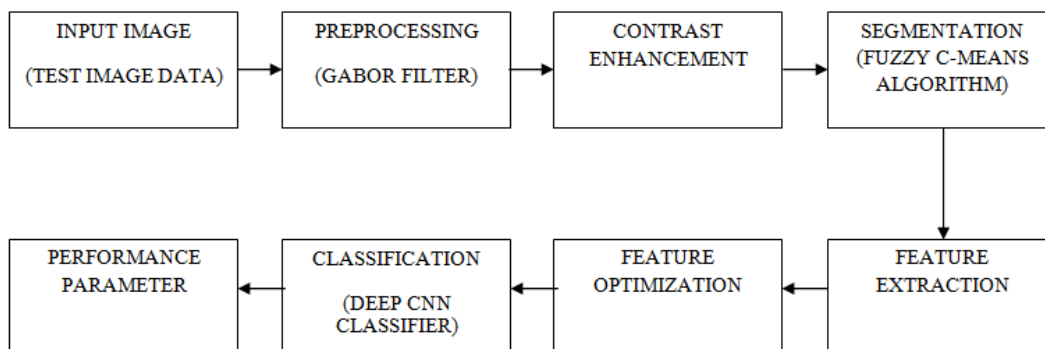 INPUT IMAGE
(TEST IMAGE DATA)
PREPROCESSING
(GABOR FILTER)
CONTRAST
ENHANCEMENT
SEGMENTATION
(FUZZY C-MEANS
ALGORITHM)
PERFORMANCE
PARAMETER
CLASSIFICATION
(DEEP CNN
CLASSIFIER)
FEATURE
OPTIMIZATION
FEATURE
EXTRACTION